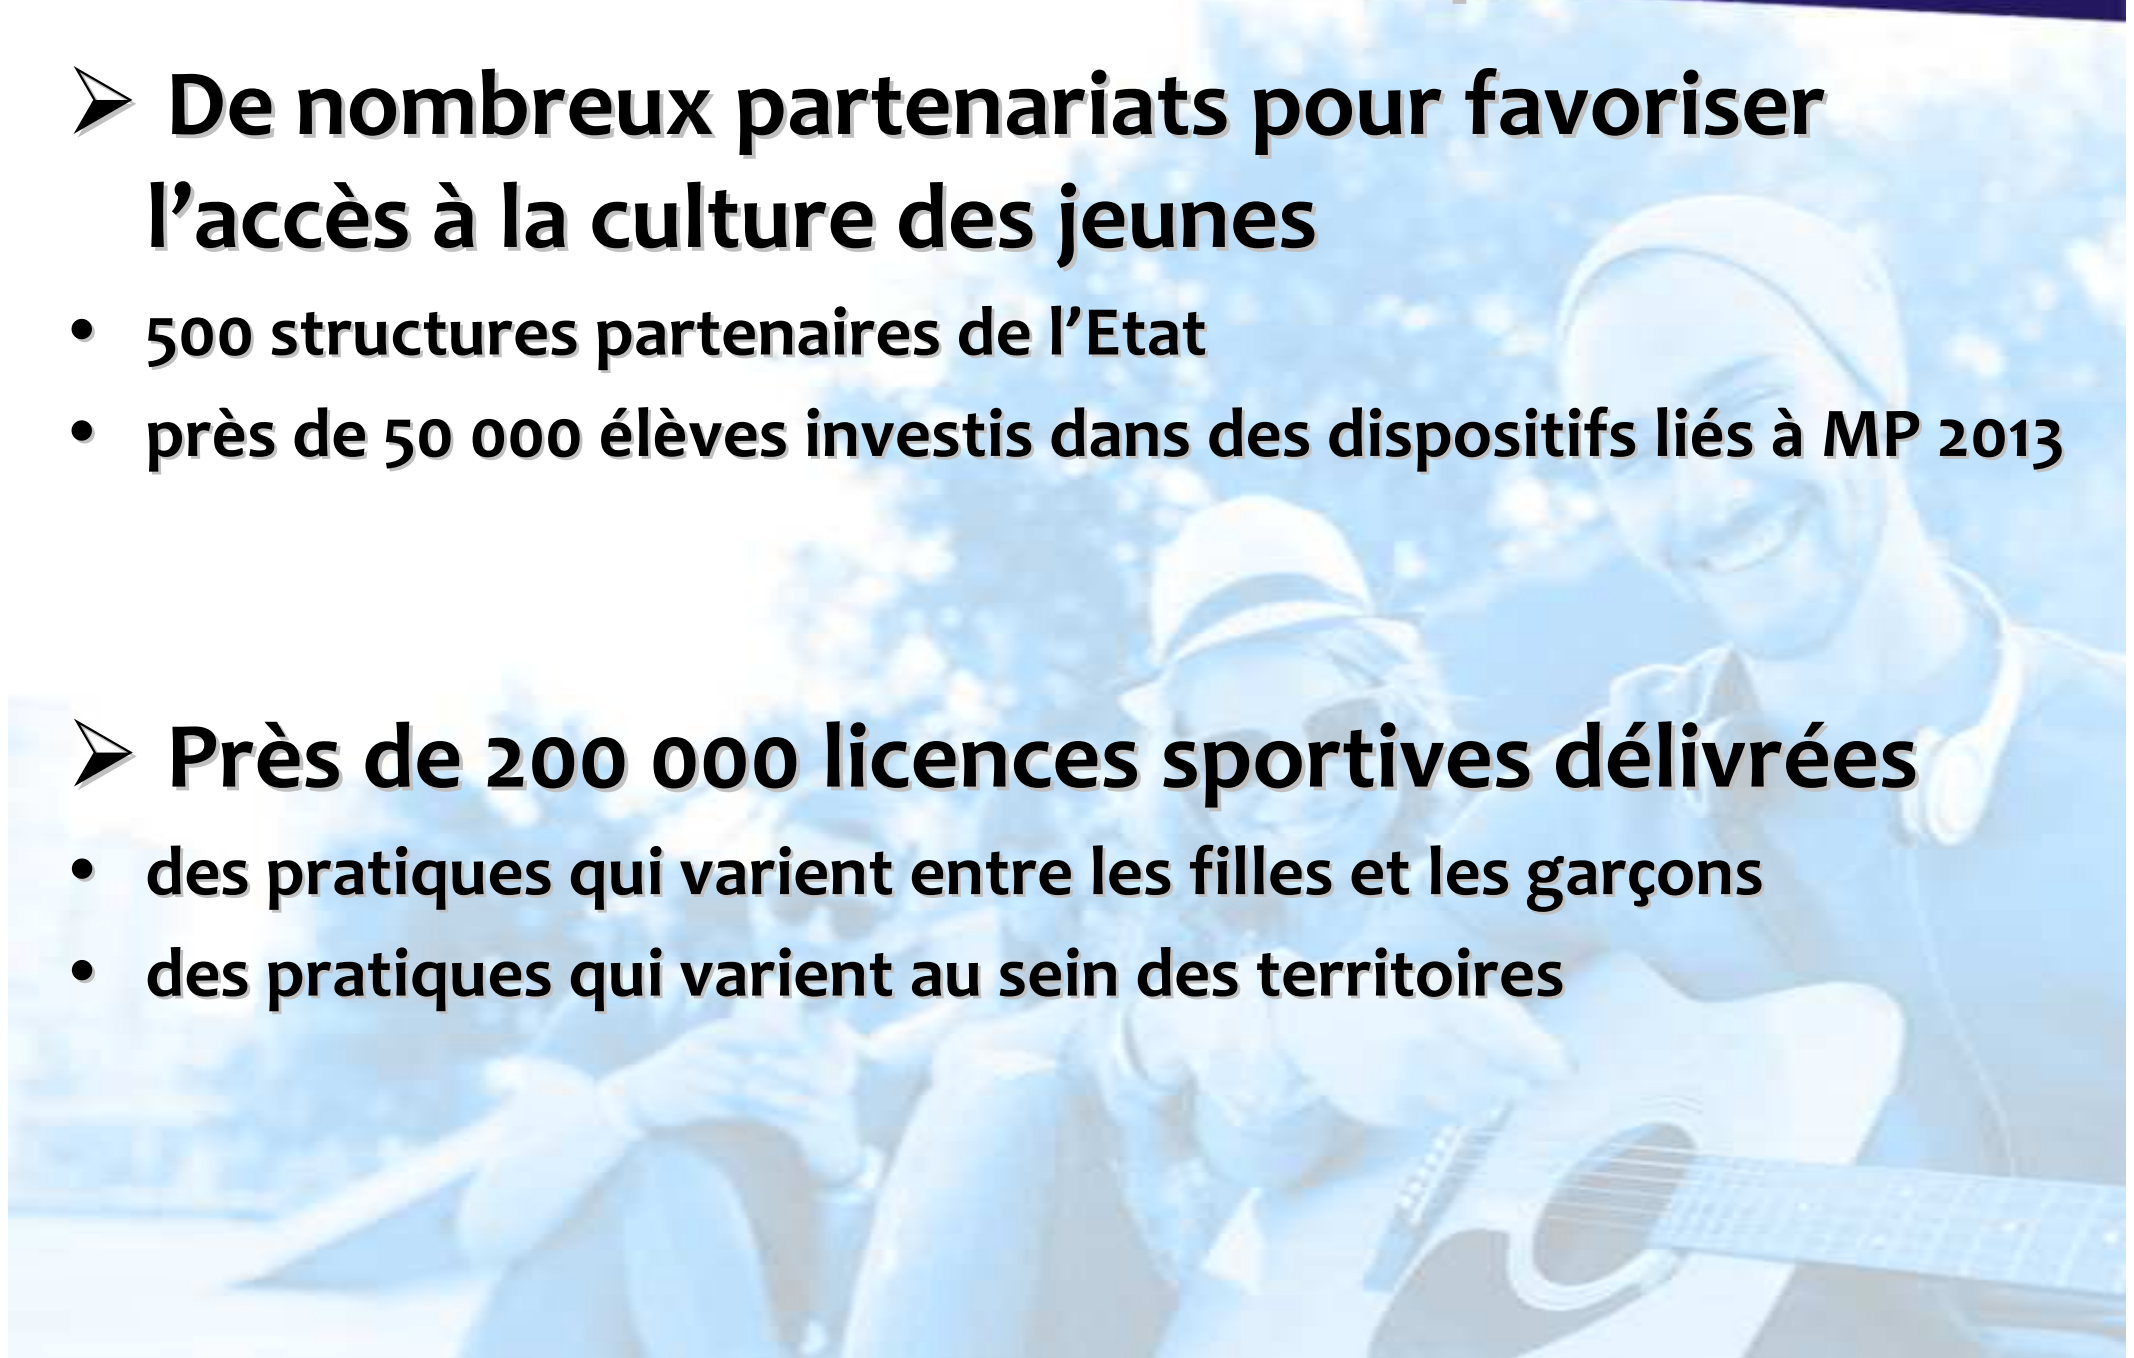 ➢ De nombreux partenariats pour favoriser
l’accès à la culture des jeunes
• 500 structures partenaires de l’Etat
• près de 50 000 élèves investis dans des dispositifs liés à MP 2013
➢ Près de 200 000 licences sportives délivrées
• des pratiques qui varient entre les filles et les garçons
• des pratiques qui varient au sein des territoires